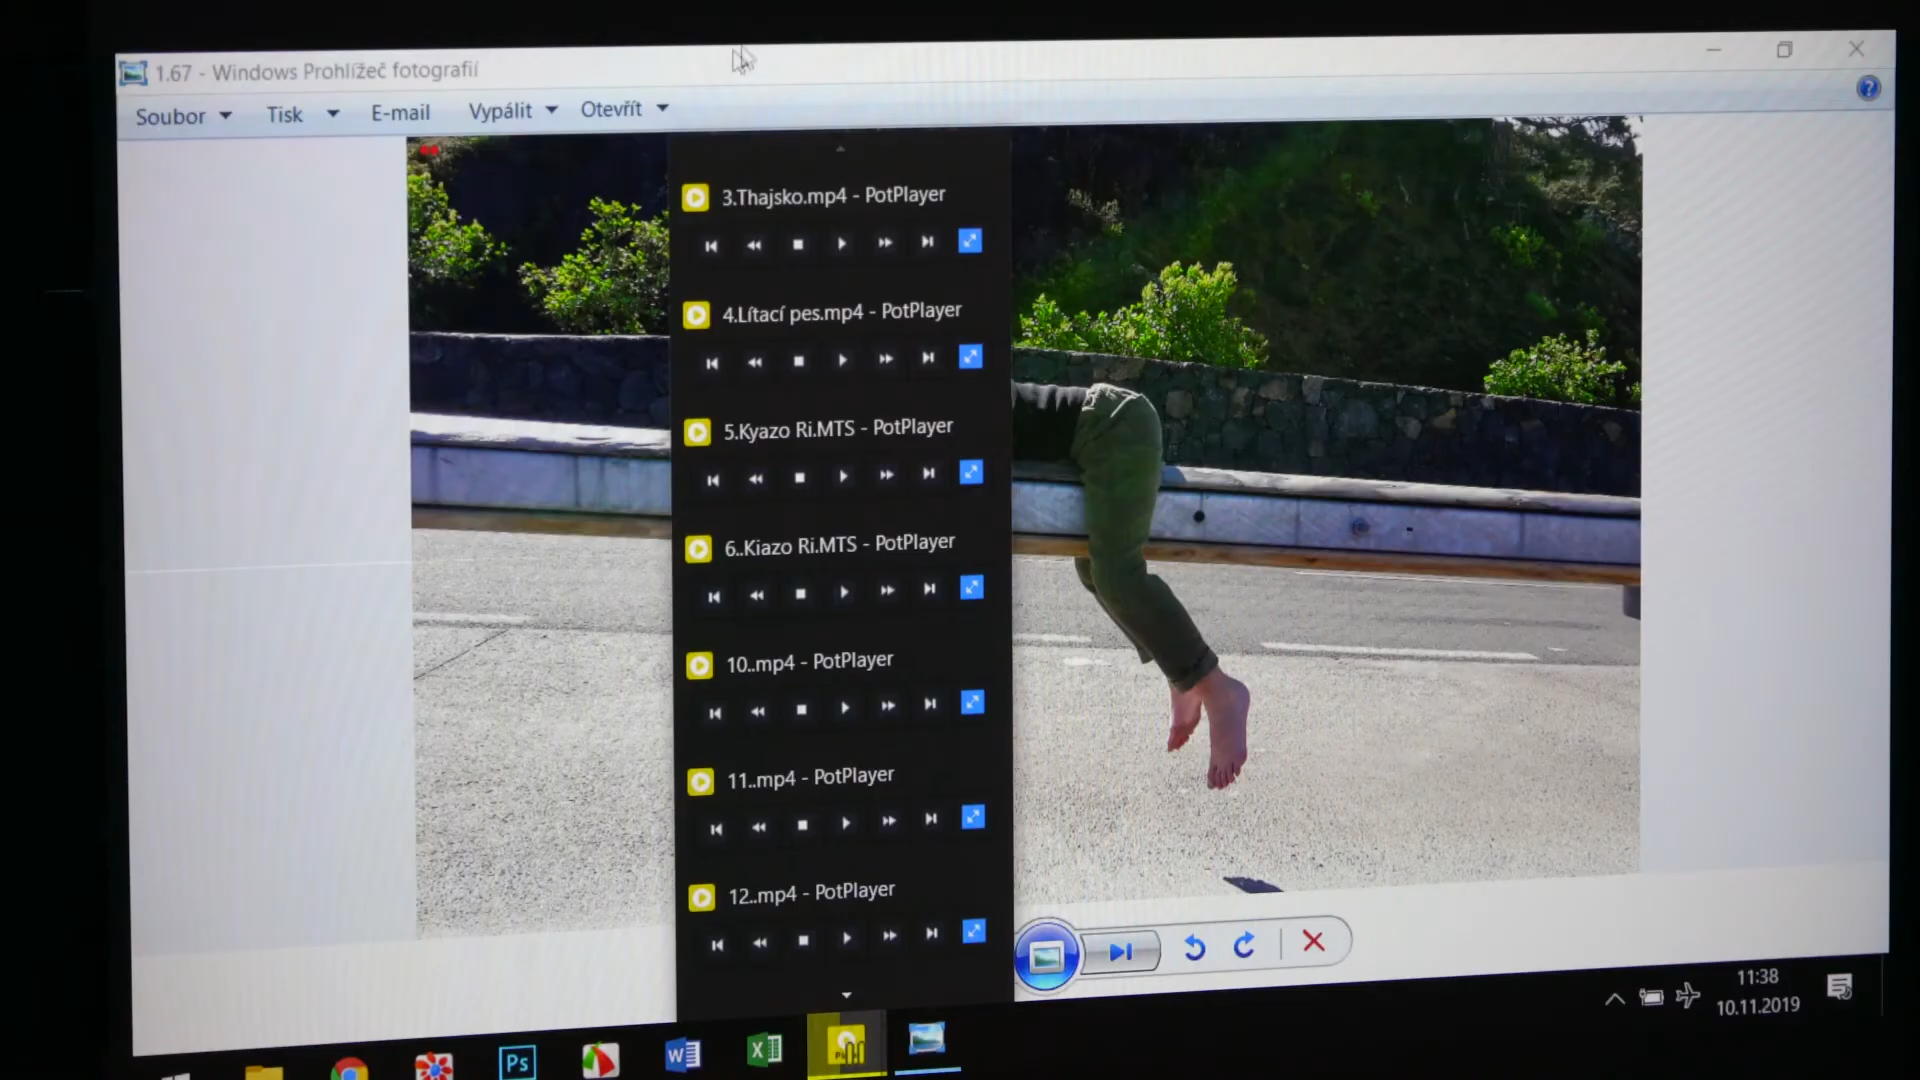 1.67 - Windows Prohlížeč fotografií
Soubor Tisk E-mail Vypálit Otevřít
3.Thajsko.mp4 - PotPlayer
4.Lítací pes.mp4 - PotPlayer
5.Kyazo Ri.MTS - PotPlayer
6..Kiazo Ri.MTS - PotPlayer
10..mp4 - PotPlayer
11..mp4 - PotPlayer
12..mp4 - PotPlayer
11:38
10.11.2019
Ps
W
X